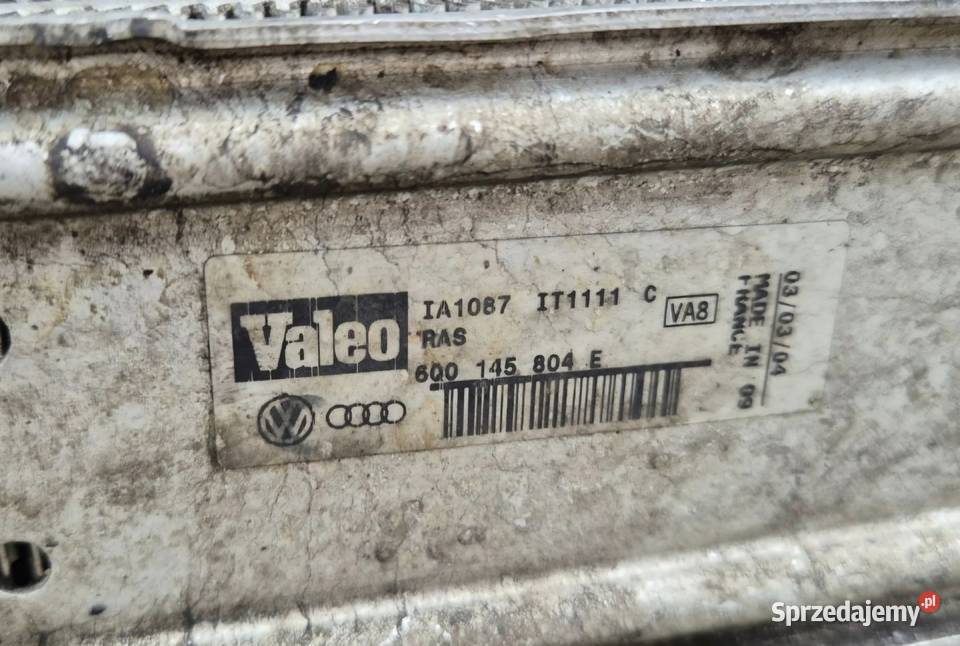 Valeo
IA1087 IT1111 C
VA8
RAS
6Q0 145 804 E
03/03/04
MADE IN
FRANCE 09
Sprzedajemy.pl